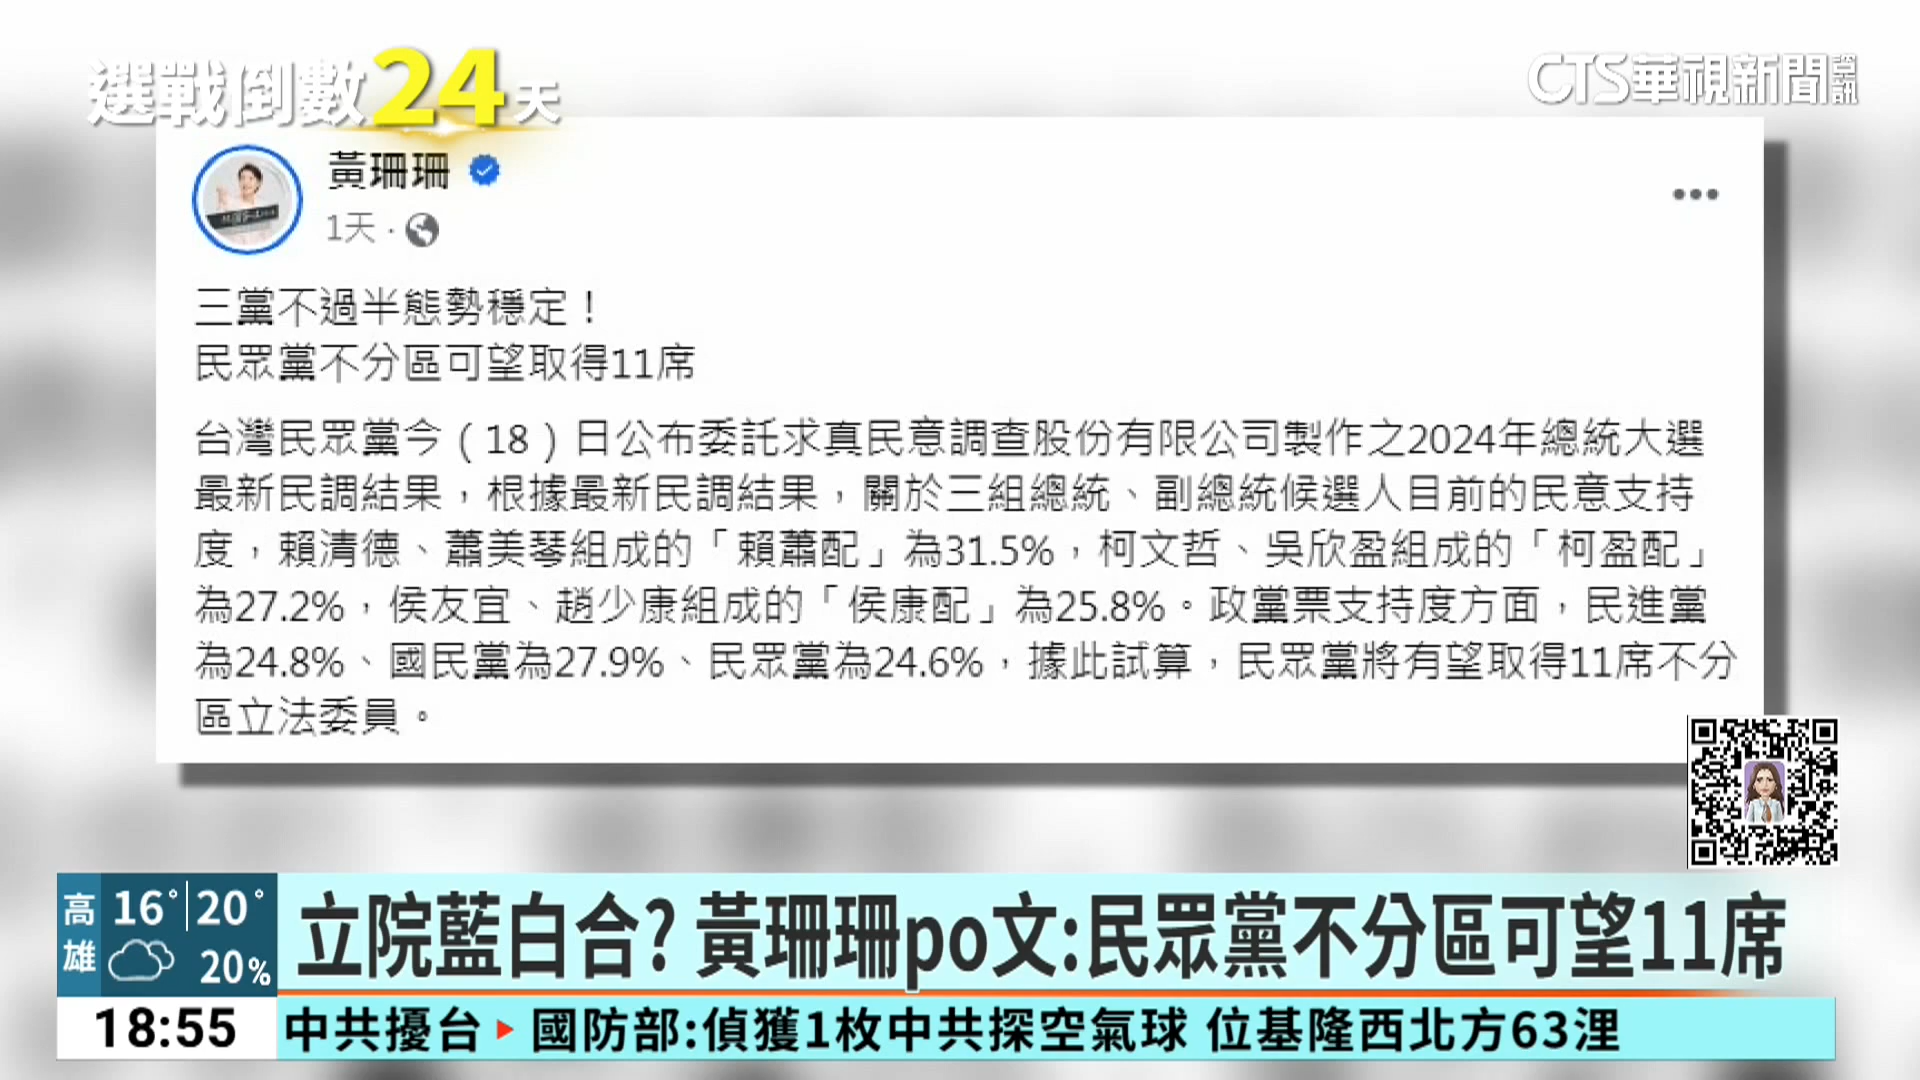 選戰倒數24天
CTS華視新聞資訊
黃珊珊
1天 ·
三黨不過半態勢穩定！
民眾黨不分區可望取得11席
台灣民眾黨今（18）日公布委託求真民意調查股份有限公司製作之2024年總統大選
最新民調結果，根據最新民調結果，關於三組總統、副總統候選人目前的民意支持
度，賴清德、蕭美琴組成的「賴蕭配」為31.5%，柯文哲、吳欣盈組成的「柯盈配」
為27.2%，侯友宜、趙少康組成的「侯康配」為25.8%。政黨票支持度方面，民進黨
為24.8%、國民黨為27.9%、民眾黨為24.6%，據此試算，民眾黨將有望取得11席不分
區立法委員。
高雄 16° 20°
20%
立院藍白合? 黃珊珊po文:民眾黨不分區可望11席
18:55
中共擾台 ▶ 國防部:偵獲1枚中共探空氣球 位基隆西北方63浬